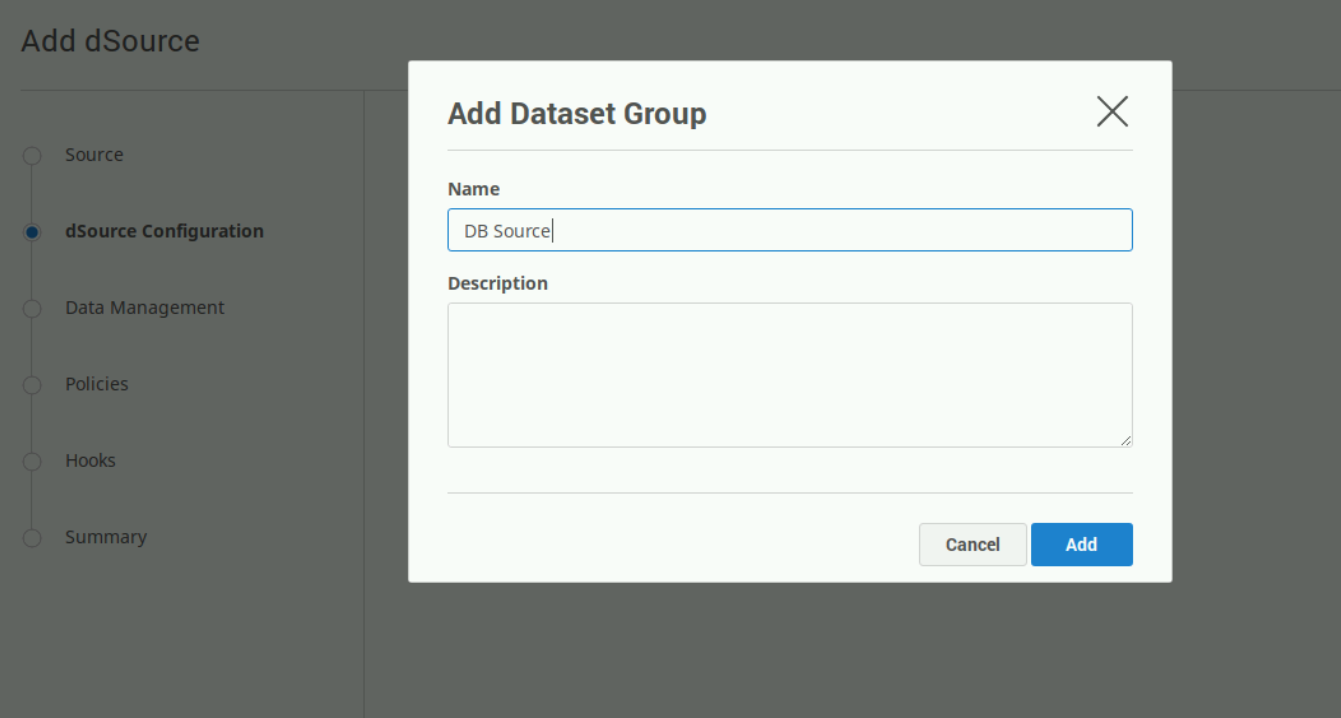 Add dSource
Source
dSource Configuration
Data Management
Policies
Hooks
Summary
Add Dataset Group
Name
DB Source
Description
Cancel
Add